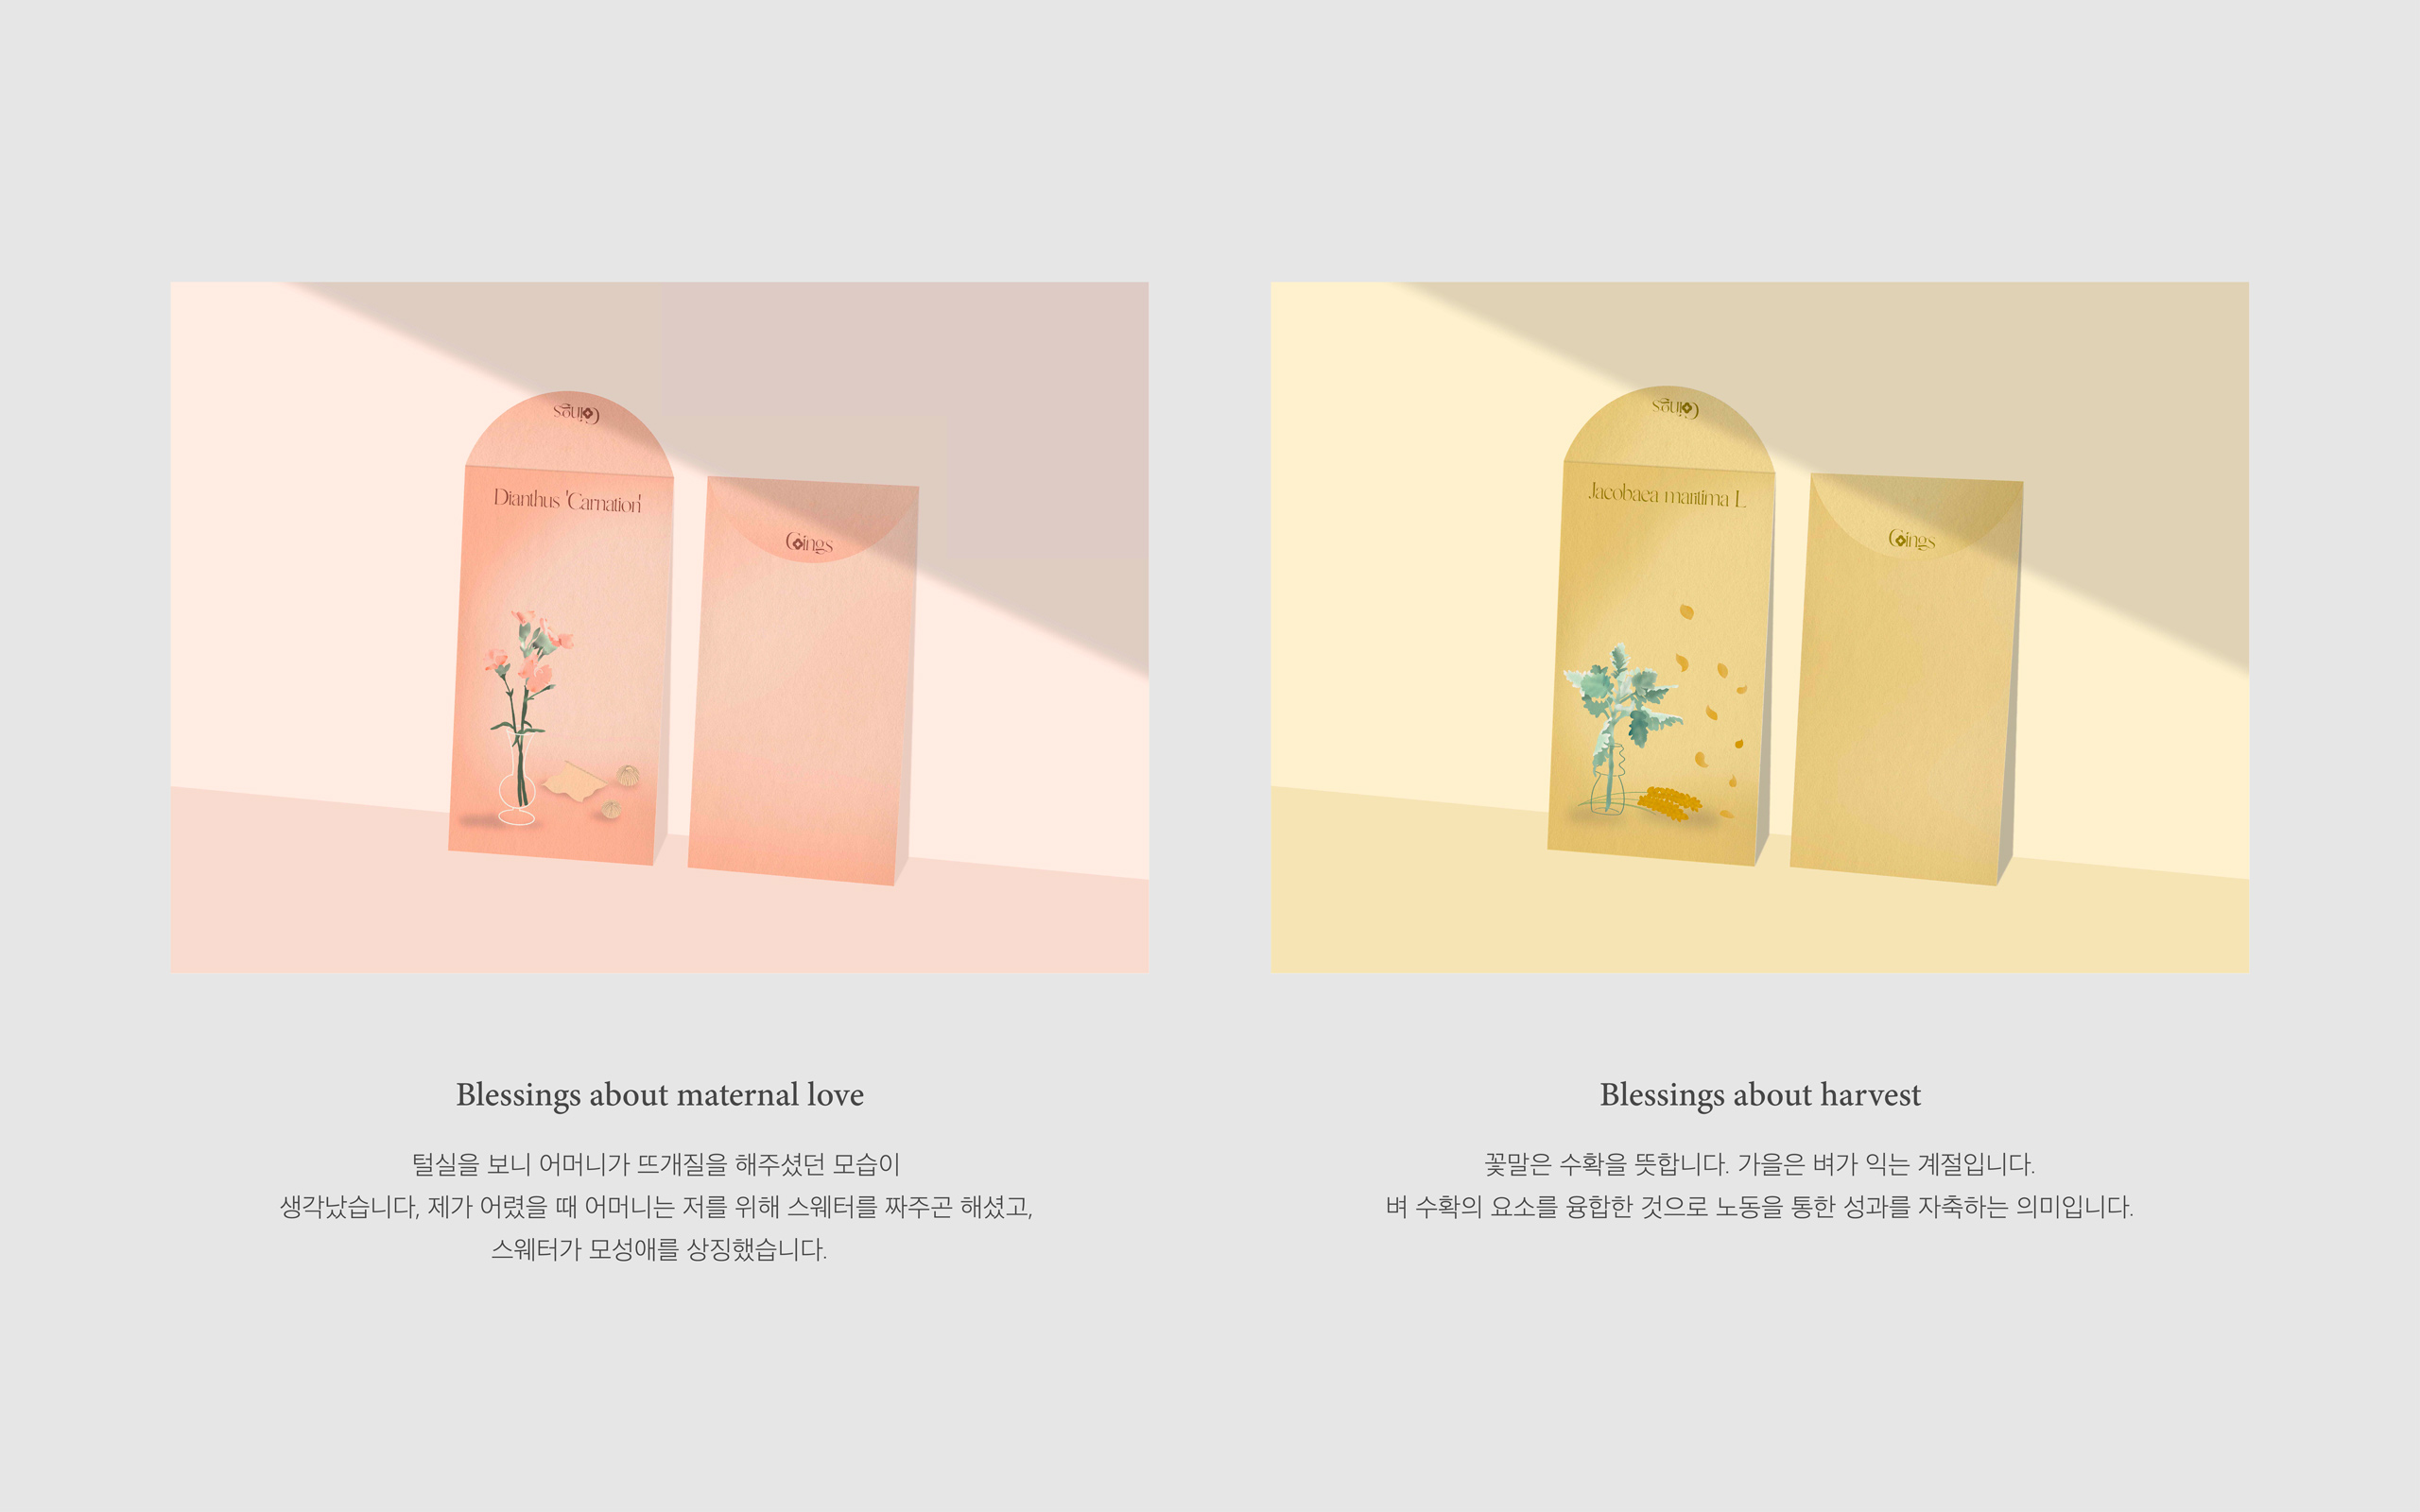 Goings
Dianthus 'Carnation'
Goings
Goings
Jacobaea maritima L
Goings
Blessings about maternal love
털실을 보니 어머니가 뜨개질을 해주셨던 모습이
생각났습니다, 제가 어렸을 때 어머니는 저를 위해 스웨터를 짜주곤 해셨고,
스웨터가 모성애를 상징했습니다.
Blessings about harvest
꽃말은 수확을 뜻합니다. 가을은 벼가 익는 계절입니다.
벼 수확의 요소를 융합한 것으로 노동을 통한 성과를 자축하는 의미입니다.